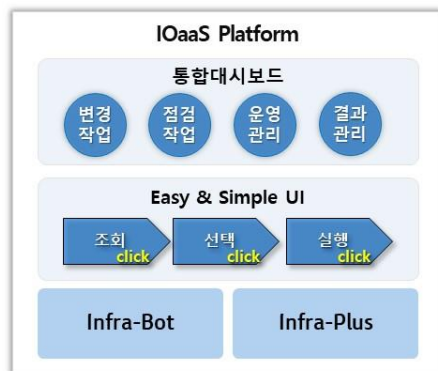 IOaaS Platform
통합대시보드
변경 작업
점검 작업
운영 관리
결과 관리
Easy & Simple UI
조회 click
선택 click
실행 click
Infra-Bot
Infra-Plus